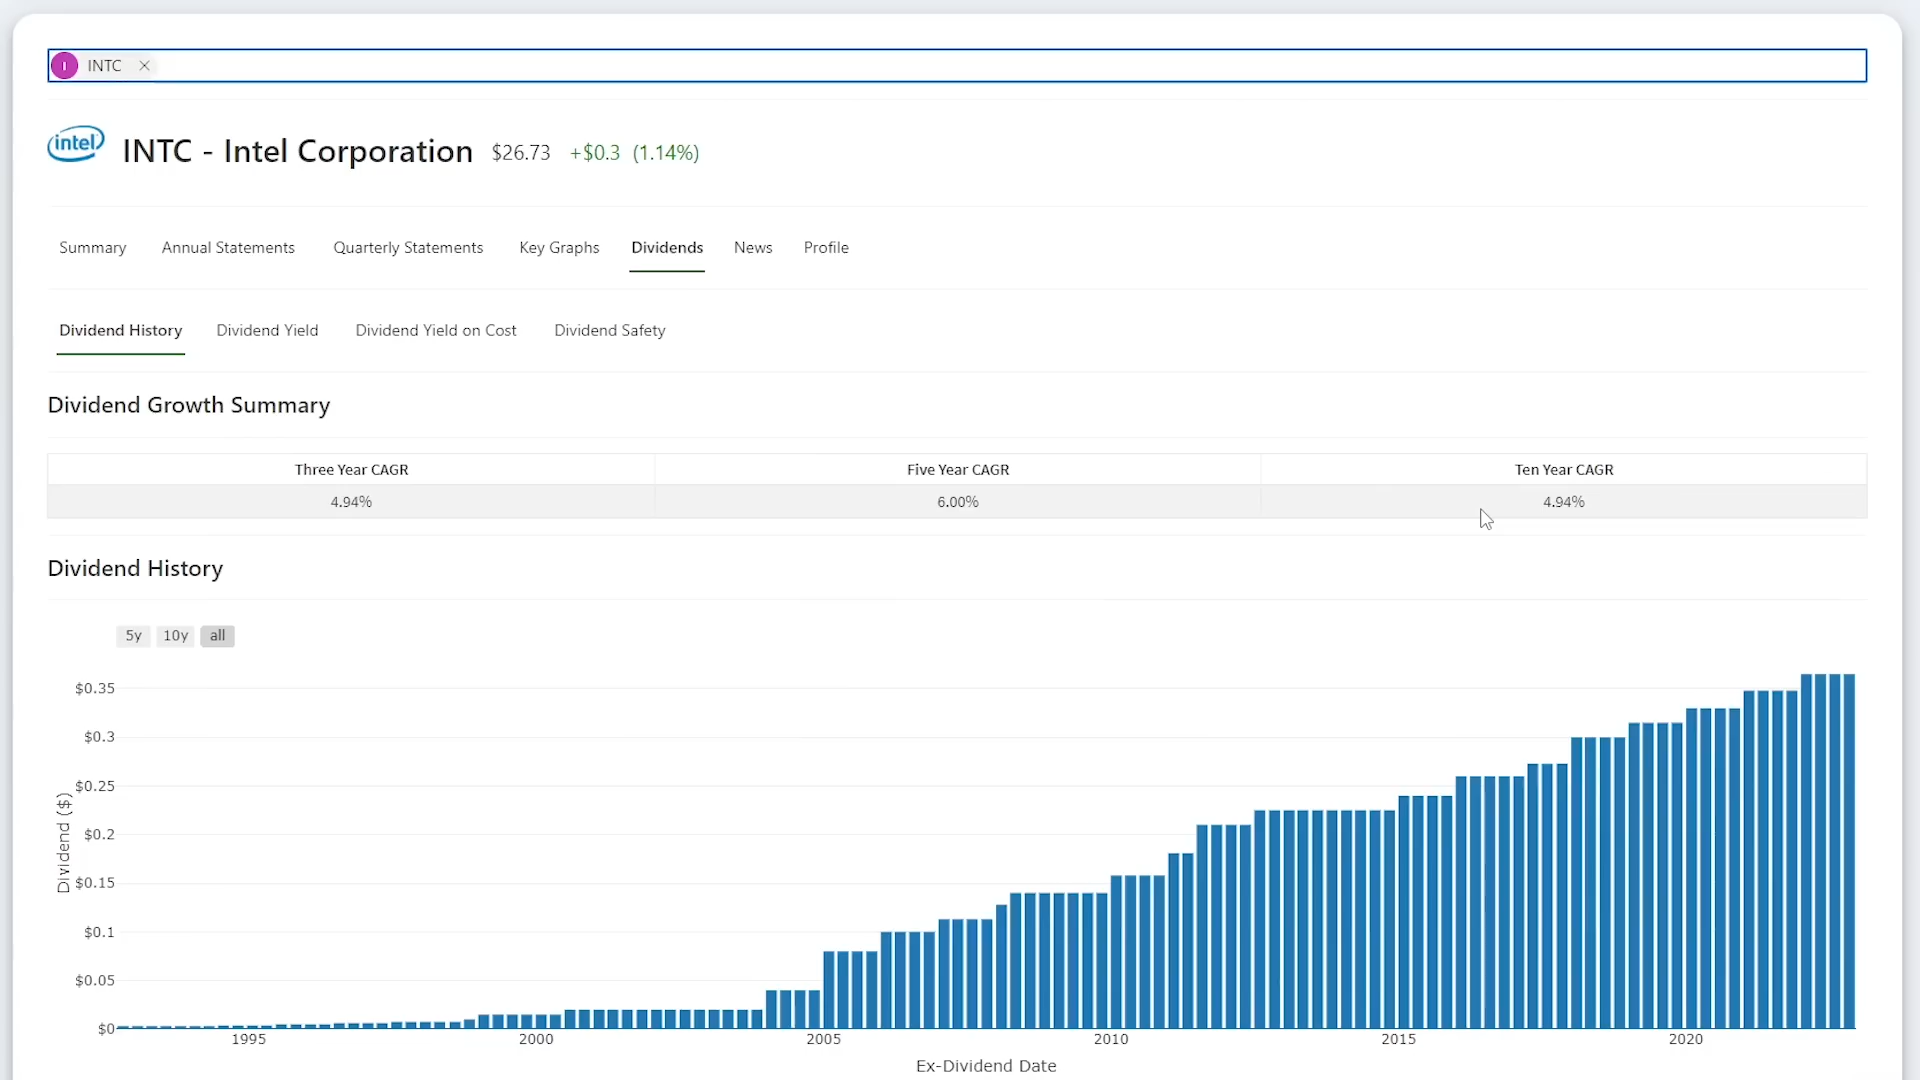 I INTC ×
intel INTC - Intel Corporation $26.73 +$0.3 (1.14%)
Summary Annual Statements Quarterly Statements Key Graphs Dividends News Profile
Dividend History Dividend Yield Dividend Yield on Cost Dividend Safety
Dividend Growth Summary
Three Year CAGR Five Year CAGR Ten Year CAGR
4.94% 6.00% 4.94%
Dividend History
5y 10y all
$0.35
$0.3
$0.25
$0.2
$0.15
$0.1
$0.05
$0
Dividend ($)
1995 2000 2005 2010 2015 2020
Ex-Dividend Date